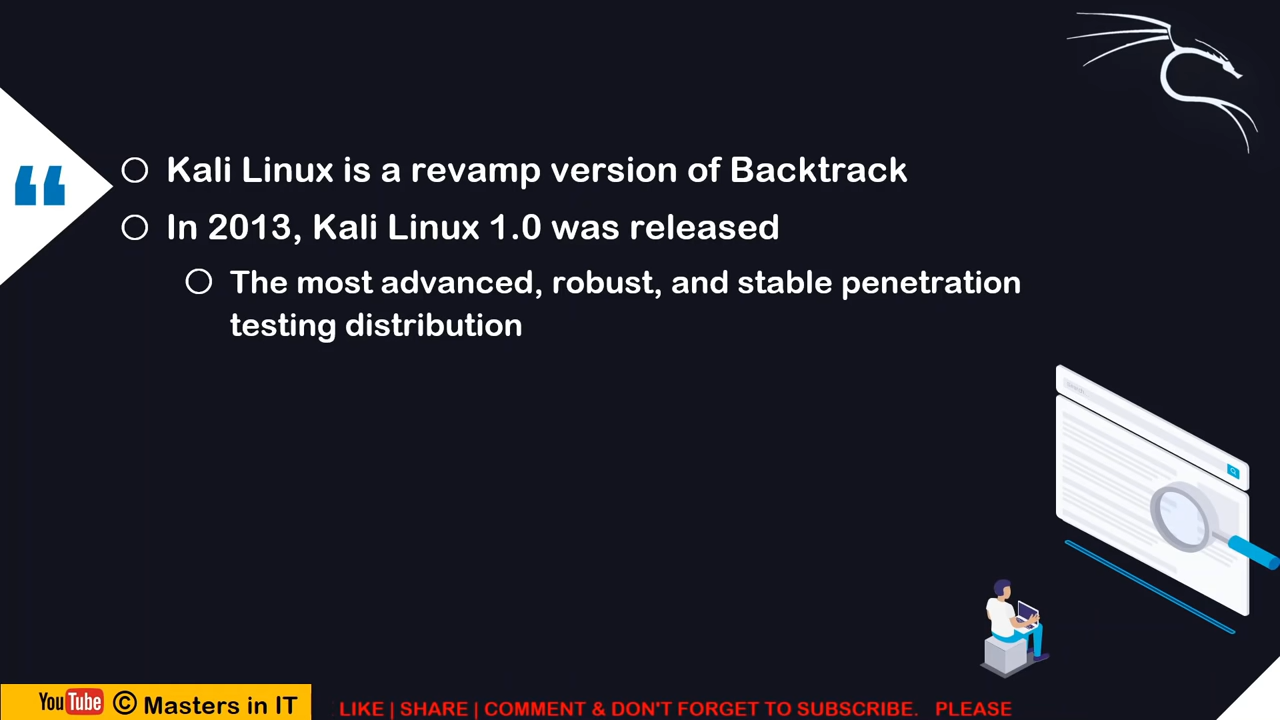 Kali Linux is a revamp version of Backtrack
In 2013, Kali Linux 1.0 was released
The most advanced, robust, and stable penetration
testing distribution
YouTube © Masters in IT
LIKE | SHARE | COMMENT & DON'T FORGET TO SUBSCRIBE. PLEASE